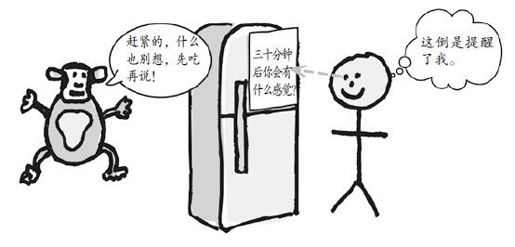 赶紧的，什么
也别想，先吃
再说！
三十分钟
后你会有
什么感觉？
这倒是提醒
了我。